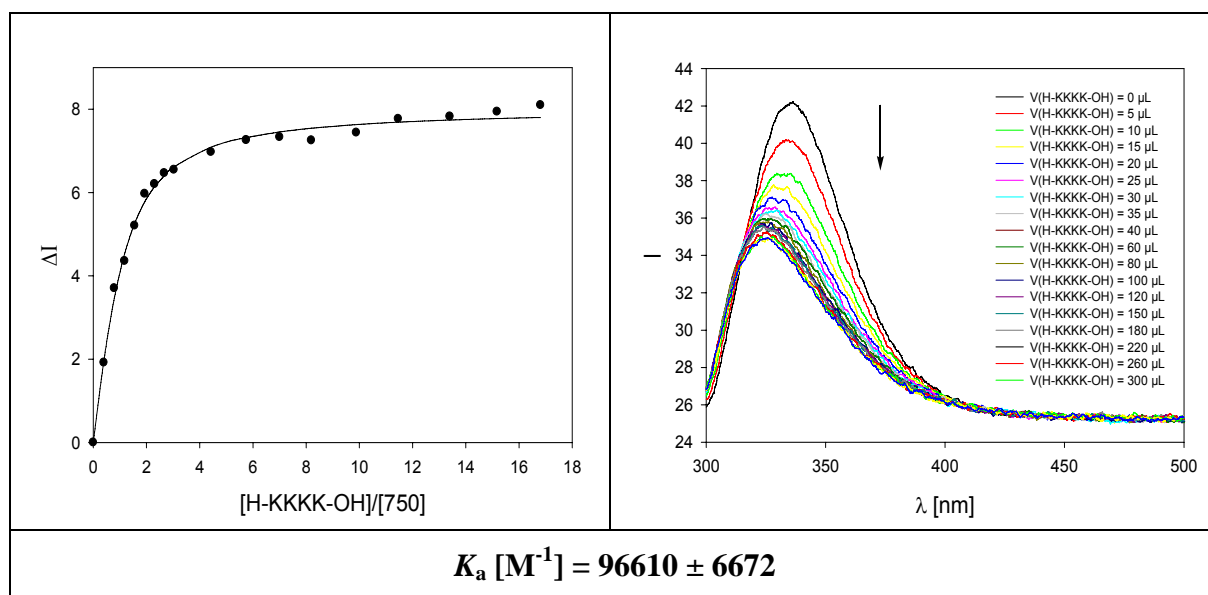 8
6
4
2
0
ΔI
0 2 4 6 8 10 12 14 16 18
[H-KKKK-OH]/[750]
44
42
40
38
36
34
32
30
28
26
24
I
300 350 400 450 500
λ [nm]
V(H-KKKK-OH) = 0 µL
V(H-KKKK-OH) = 5 µL
V(H-KKKK-OH) = 10 µL
V(H-KKKK-OH) = 15 µL
V(H-KKKK-OH) = 20 µL
V(H-KKKK-OH) = 25 µL
V(H-KKKK-OH) = 30 µL
V(H-KKKK-OH) = 35 µL
V(H-KKKK-OH) = 40 µL
V(H-KKKK-OH) = 60 µL
V(H-KKKK-OH) = 80 µL
V(H-KKKK-OH) = 100 µL
V(H-KKKK-OH) = 120 µL
V(H-KKKK-OH) = 150 µL
V(H-KKKK-OH) = 180 µL
V(H-KKKK-OH) = 220 µL
V(H-KKKK-OH) = 260 µL
V(H-KKKK-OH) = 300 µL
Ka [M⁻¹] = 96610 ± 6672